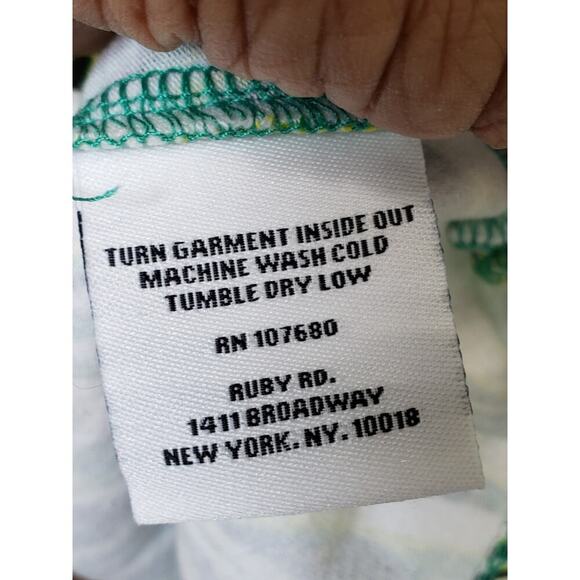 TURN GARMENT INSIDE OUT
MACHINE WASH COLD
TUMBLE DRY LOW
RN 107680
RUBY RD.
1411 BROADWAY
NEW YORK. NY. 10018